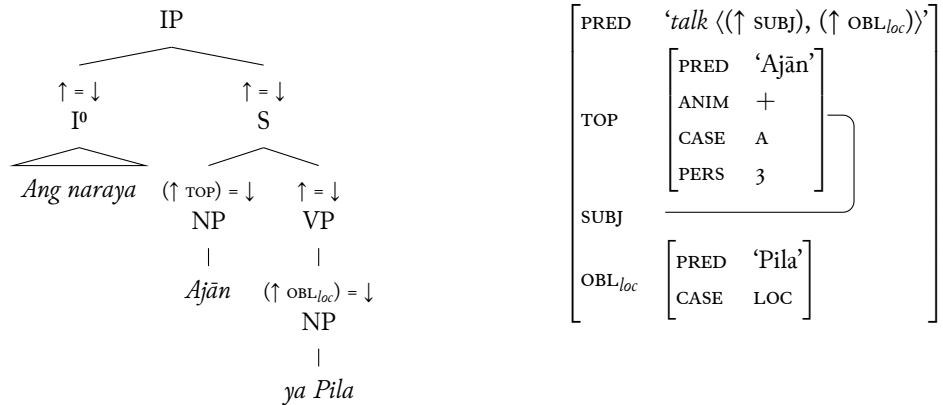 IP
↑ = ↓ ↑ = ↓
I⁰ S
Ang naraya (↑ TOP) = ↓ ↑ = ↓
NP VP
Ajān (↑ OBLloc) = ↓
NP
ya Pila
PRED ‘talk ⟨(↑ SUBJ), (↑ OBLloc)⟩’
TOP
PRED ‘Ajān’
ANIM +
CASE A
PERS 3
SUBJ
OBLloc
PRED ‘Pila’
CASE LOC